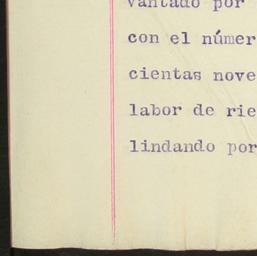 vantado por
con el númer
cientas nove
labor de rie
lindando por